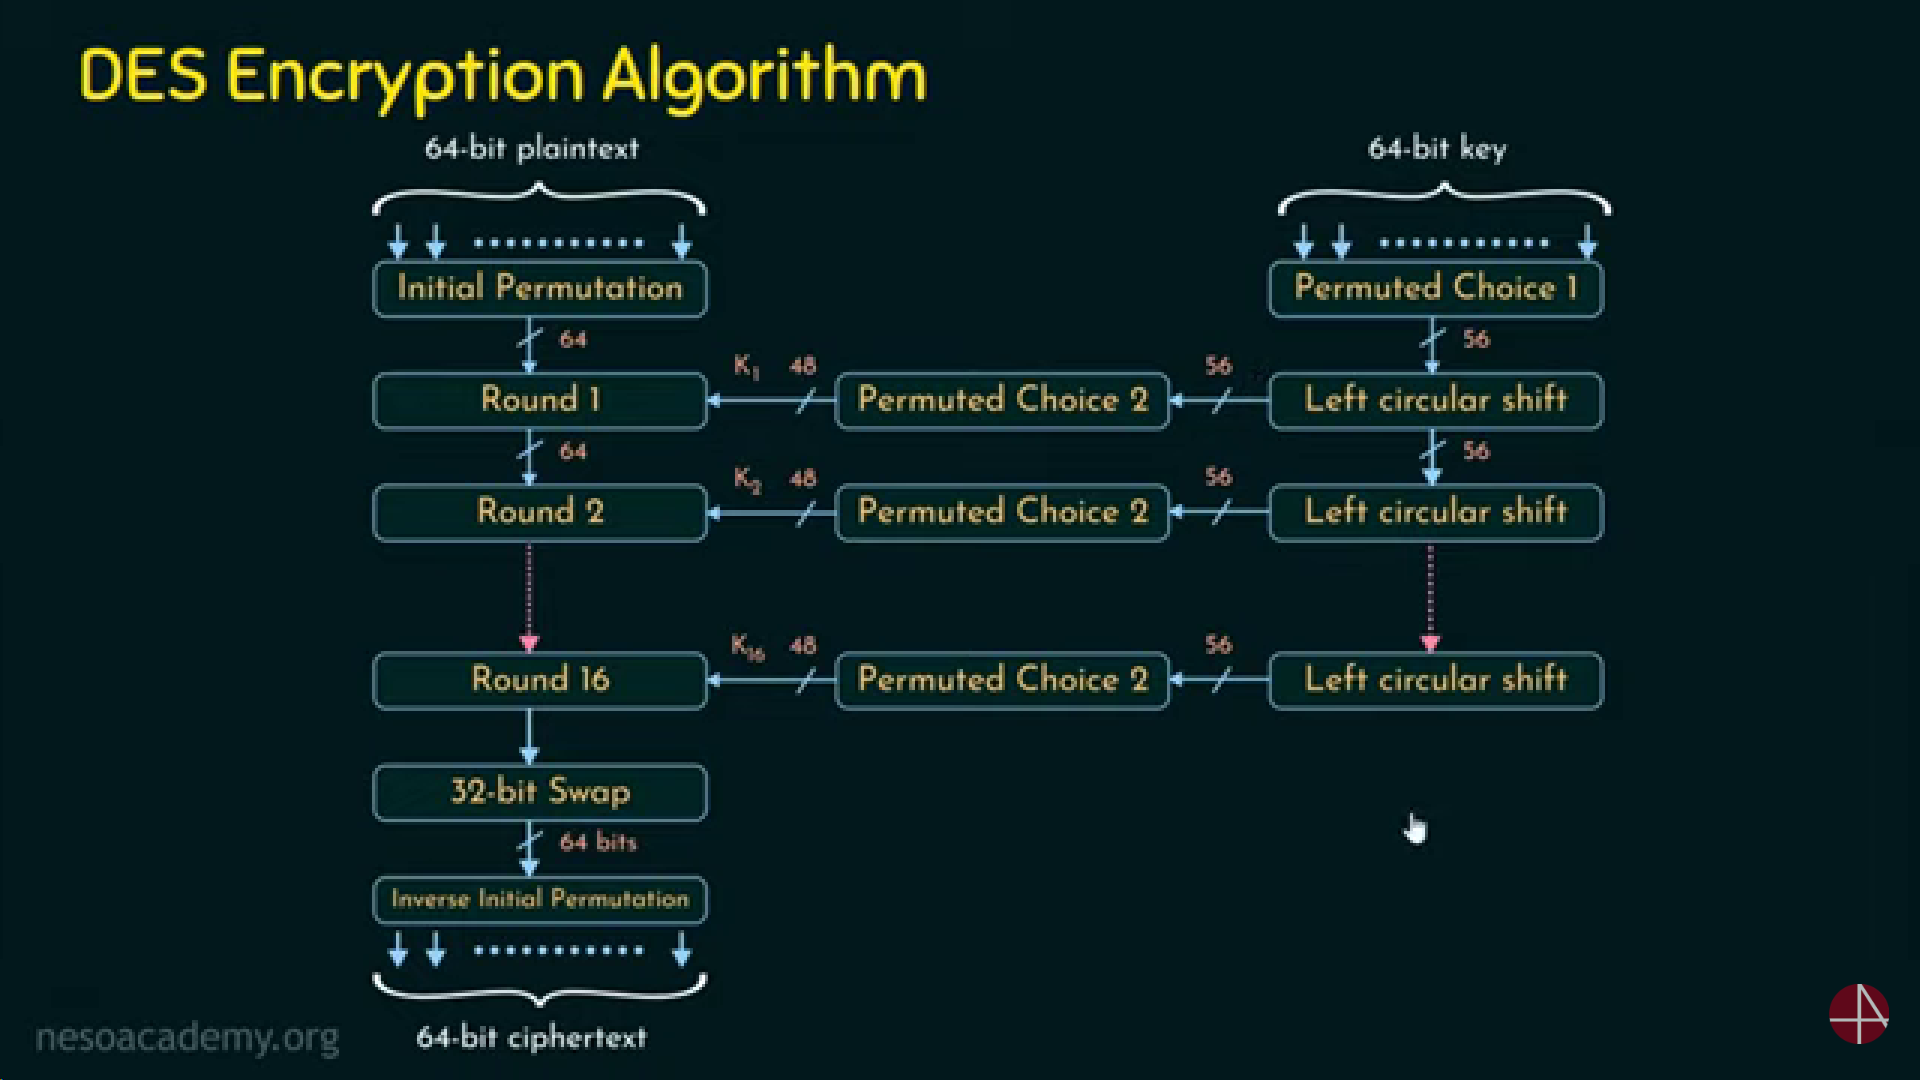 DES Encryption Algorithm
64-bit plaintext
64-bit key
Initial Permutation
Permuted Choice 1
64
56
Round 1
K1 48
Permuted Choice 2
56
Left circular shift
64
56
Round 2
K2 48
Permuted Choice 2
56
Left circular shift
Round 16
K16 48
Permuted Choice 2
56
Left circular shift
32-bit Swap
64 bits
Inverse Initial Permutation
64-bit ciphertext
nesoacademy.org